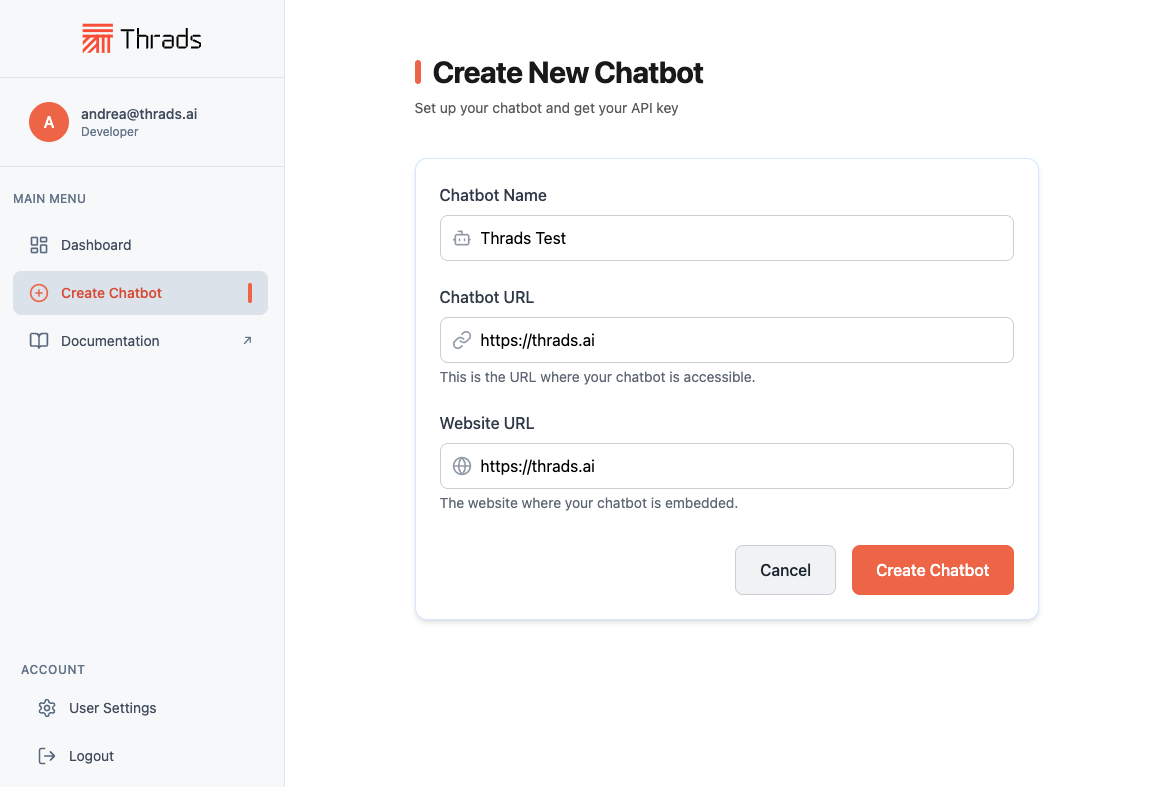 Thrads
A
andrea@thrads.ai
Developer
MAIN MENU
Dashboard
Create Chatbot
Documentation
ACCOUNT
User Settings
Logout
Create New Chatbot
Set up your chatbot and get your API key
Chatbot Name
Thrads Test
Chatbot URL
https://thrads.ai
This is the URL where your chatbot is accessible.
Website URL
https://thrads.ai
The website where your chatbot is embedded.
Cancel
Create Chatbot